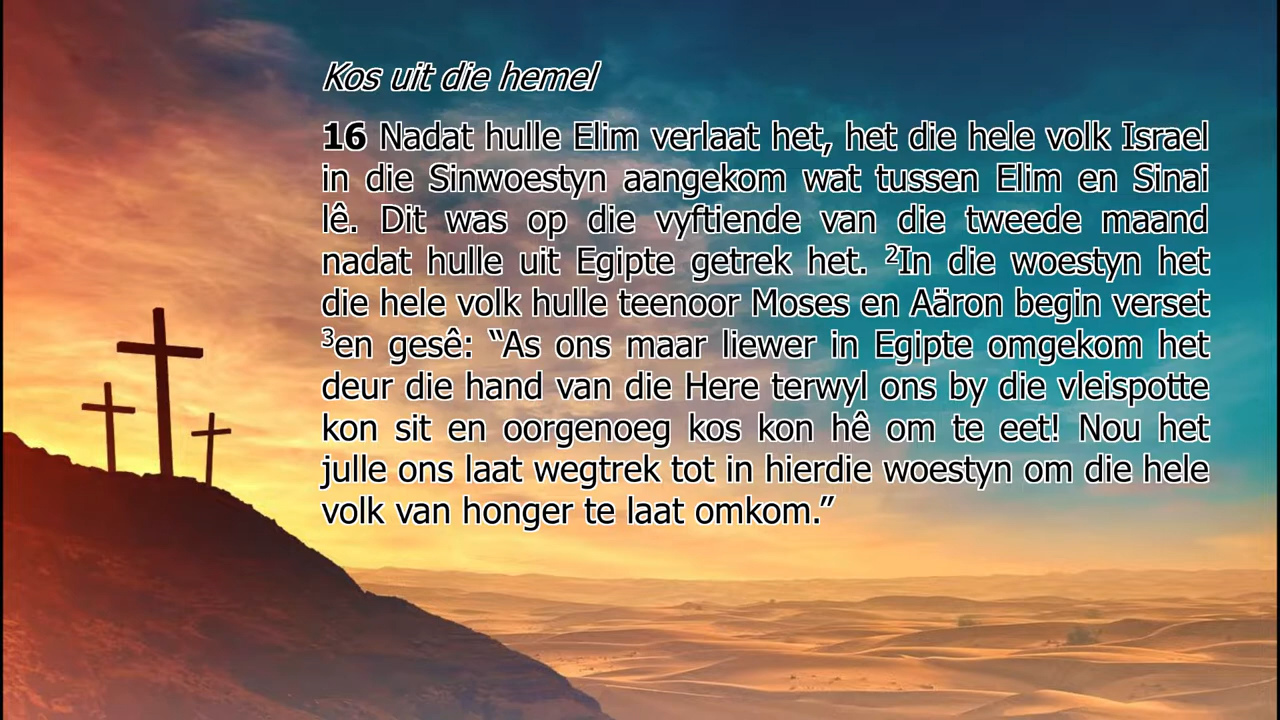 Kos uit die hemel
16 Nadat hulle Elim verlaat het, het die hele volk Israel
in die Sinwoestyn aangekom wat tussen Elim en Sinai
lê. Dit was op die vyftiende van die tweede maand
nadat hulle uit Egipte getrek het. ²In die woestyn het
die hele volk hulle teenoor Moses en Aäron begin verset
³en gesê: “As ons maar liewer in Egipte omgekom het
deur die hand van die Here terwyl ons by die vleispotte
kon sit en oorgenoeg kos kon hê om te eet! Nou het
julle ons laat wegtrek tot in hierdie woestyn om die hele
volk van honger te laat omkom.”